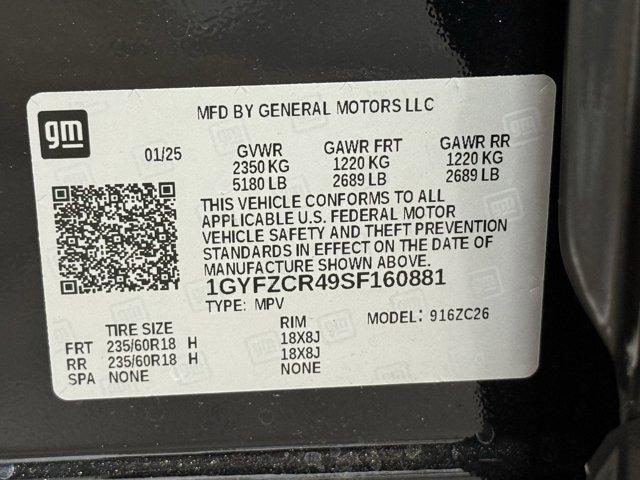 MFD BY GENERAL MOTORS LLC
gm
01/25 GVWR GAWR FRT GAWR RR
2350 KG 1220 KG 1220 KG
5180 LB 2689 LB 2689 LB
THIS VEHICLE CONFORMS TO ALL
APPLICABLE U.S. FEDERAL MOTOR
VEHICLE SAFETY AND THEFT PREVENTION
STANDARDS IN EFFECT ON THE DATE OF
MANUFACTURE SHOWN ABOVE.
1GYFZCR49SF160881
TYPE: MPV
TIRE SIZE RIM MODEL: 916ZC26
FRT 235/60R18 H 18X8J
RR 235/60R18 H 18X8J
SPA NONE NONE